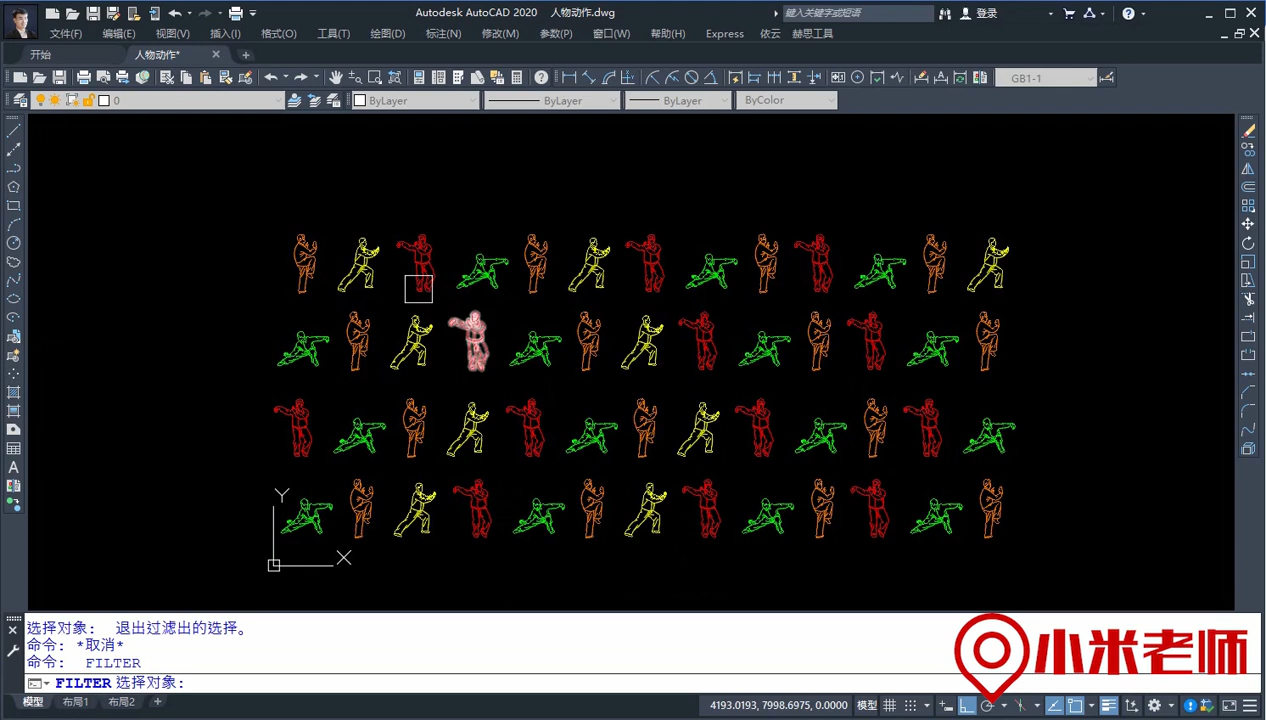 Autodesk AutoCAD 2020 人物动作.dwg
键入关键字或短语
登录
文件(F) 编辑(E) 视图(V) 插入(I) 格式(O) 工具(T) 绘图(D) 标注(N) 修改(M) 参数(P) 窗口(W) 帮助(H) Express 依云 赫思工具
开始 人物动作*
GB1-1
0 ByLayer ByLayer ByLayer ByColor
Y
X
选择对象: 退出过滤出的选择。
命令: *取消*
命令: FILTER
FILTER 选择对象:
小米老师
模型 布局1 布局2 +
4193.0193, 7998.6975, 0.0000 模型